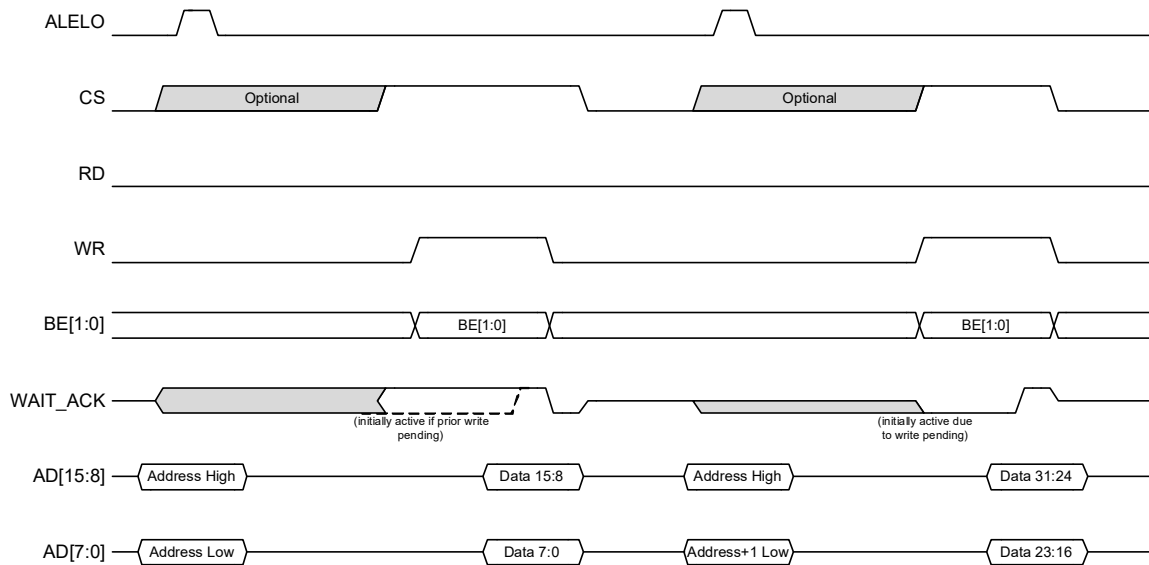 ALELO
CS
Optional
Optional
RD
WR
BE[1:0]
BE[1:0]
BE[1:0]
WAIT_ACK
(initially active if prior write
pending)
(initially active due
to write pending)
AD[15:8]
Address High
Data 15:8
Address High
Data 31:24
AD[7:0]
Address Low
Data 7:0
Address+1 Low
Data 23:16